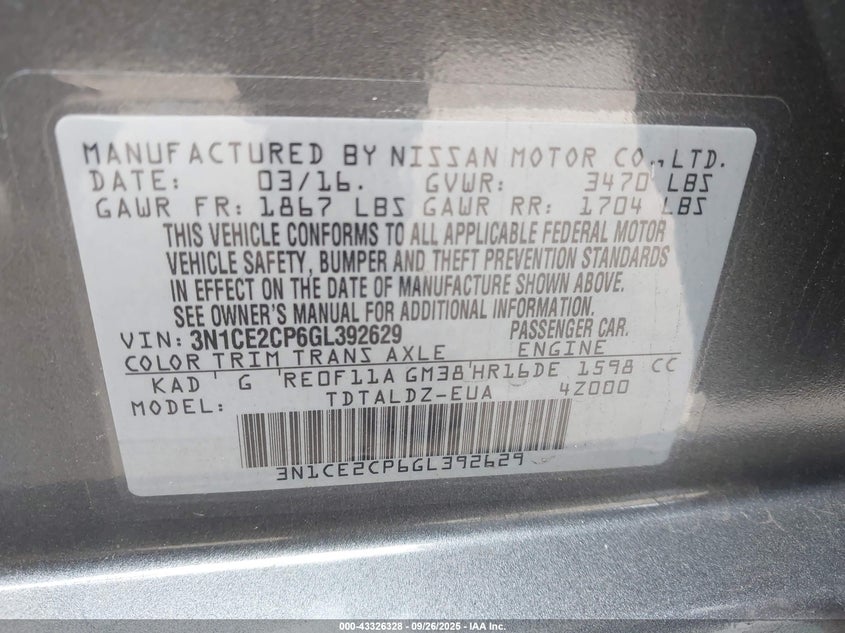 MANUFACTURED BY NISSAN MOTOR CO., LTD.
DATE: 03/16. GVWR: 3470 LBS
GAWR FR: 1867 LBS GAWR RR: 1704 LBS
THIS VEHICLE CONFORMS TO ALL APPLICABLE FEDERAL MOTOR
VEHICLE SAFETY, BUMPER AND THEFT PREVENTION STANDARDS
IN EFFECT ON THE DATE OF MANUFACTURE SHOWN ABOVE.
SEE OWNER'S MANUAL FOR ADDITIONAL INFORMATION.
VIN: 3N1CE2CP6GL392629 PASSENGER CAR.
COLOR TRIM TRANS AXLE ENGINE
KAD G RE0F11A GM38 HR16DE 1598 CC
MODEL: TDTALDZ-EUA 4Z000
3N1CE2CP6GL392629
000-43326328 - 09/26/2025 - IAA Inc.